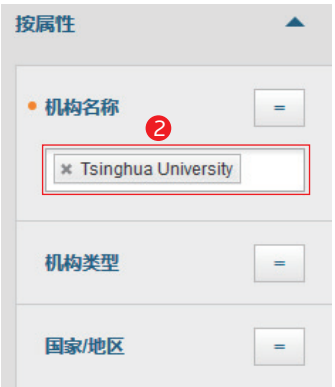 按属性
机构名称 =
2
× Tsinghua University
机构类型 =
国家/地区 =